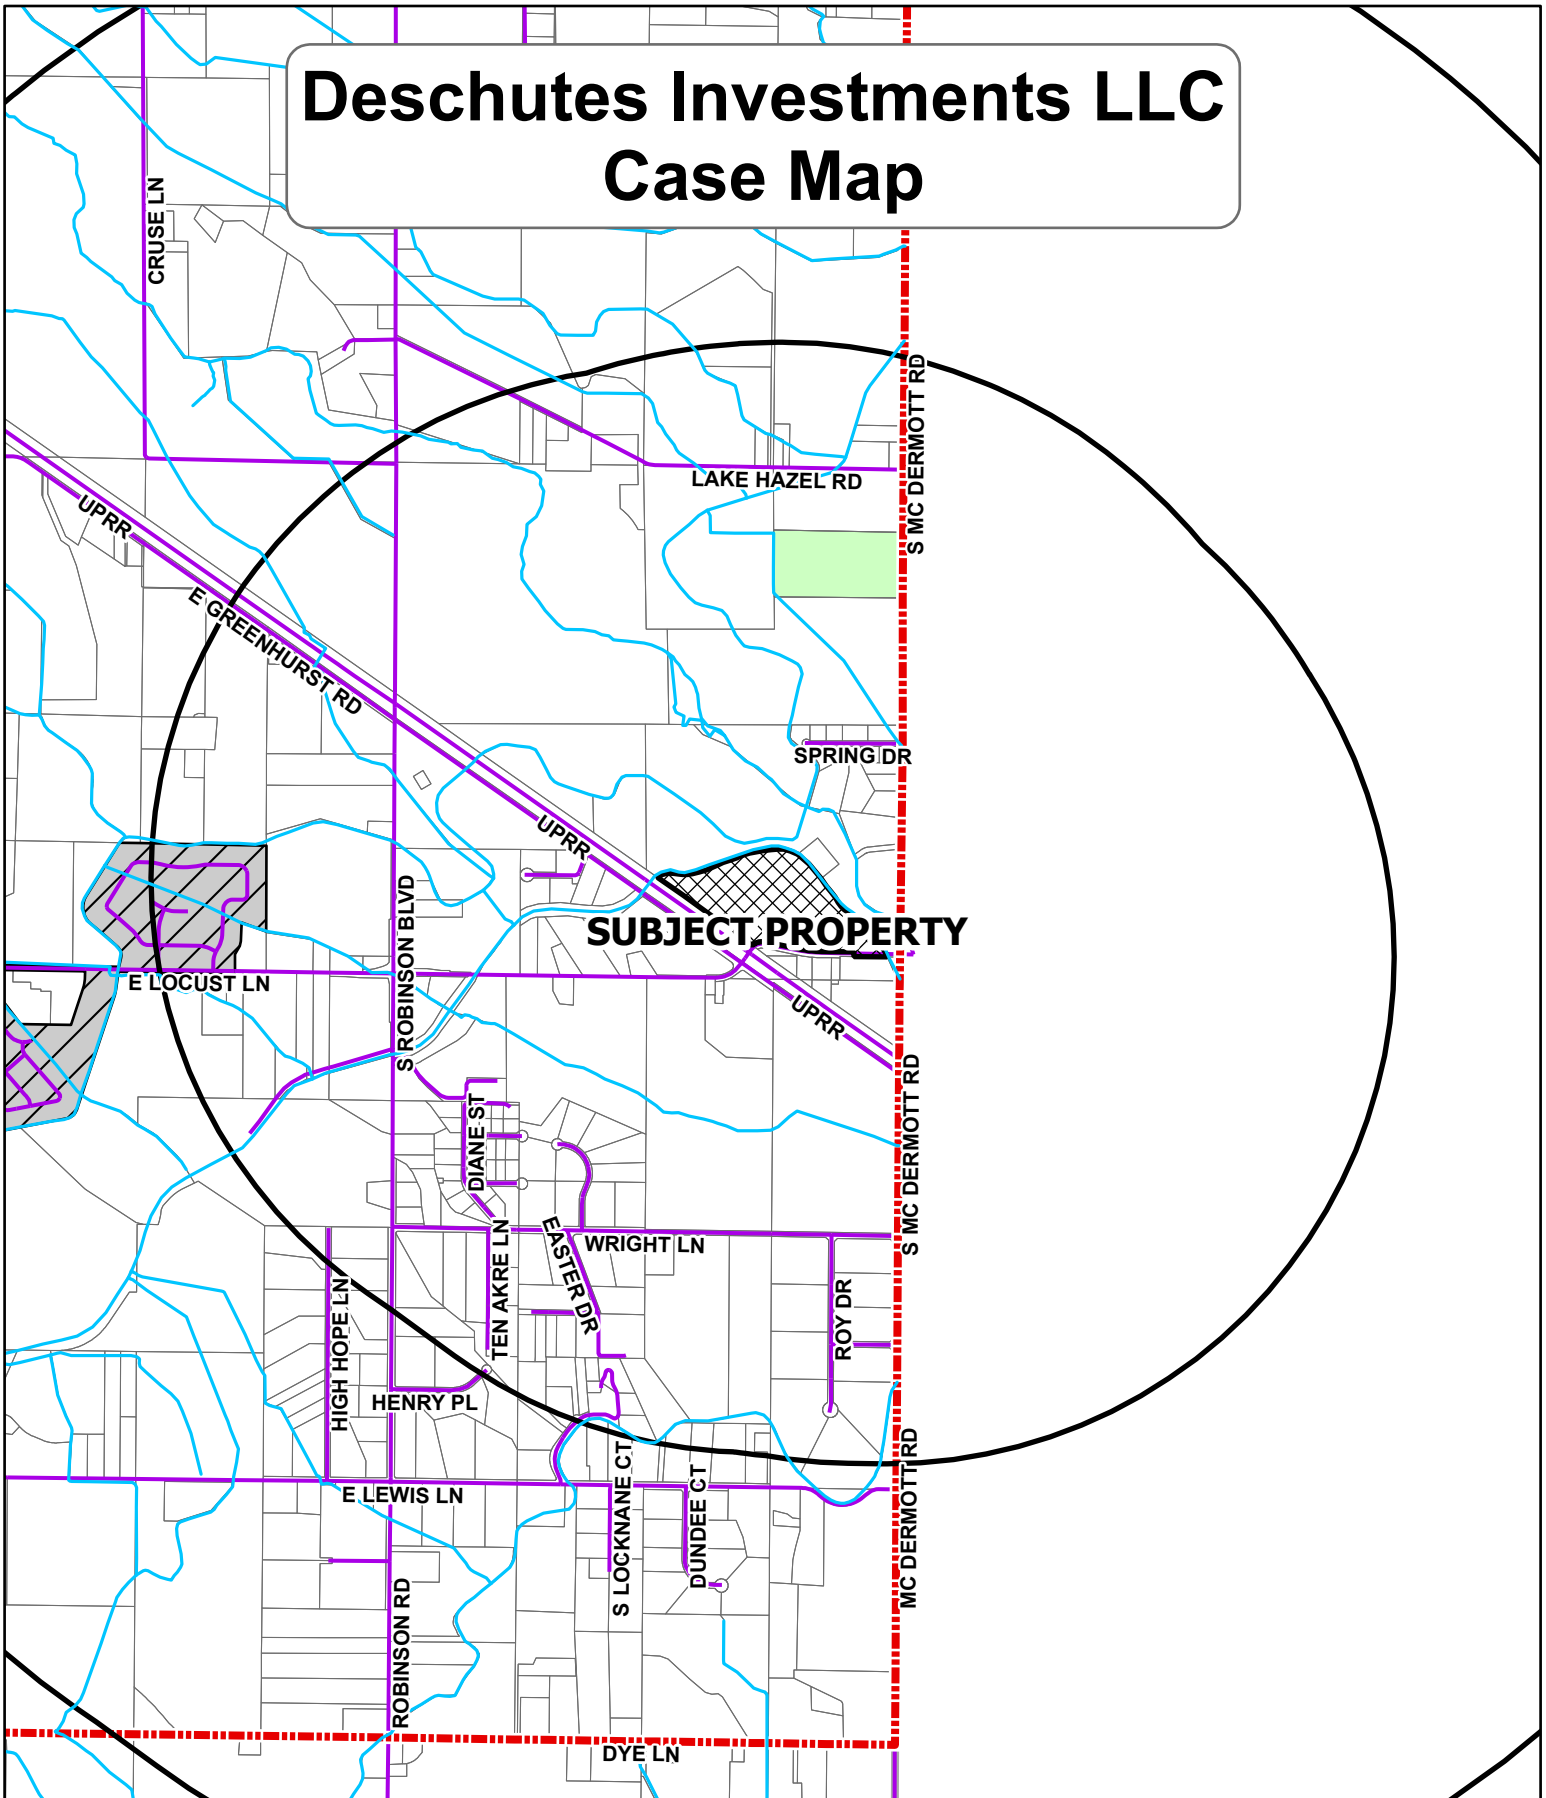 Deschutes Investments LLC
Case Map
CRUSE LN
S MC DERMOTT RD
LAKE HAZEL RD
UPRR
E GREENHURST RD
SPRING DR
UPRR
S ROBINSON BLVD
SUBJECT PROPERTY
E LOCUST LN
UPRR
S MC DERMOTT RD
DIANE ST
TEN AKRE LN
EASTER DR
WRIGHT LN
HIGH HOPE LN
ROY DR
HENRY PL
E LEWIS LN
S LOCKNANE CT
DUNDEE CT
MC DERMOTT RD
ROBINSON RD
DYE LN